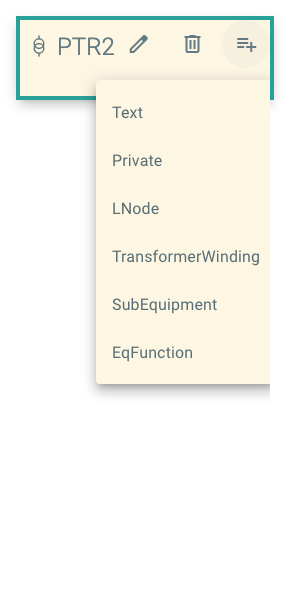 PTR2
Text
Private
LNode
TransformerWinding
SubEquipment
EqFunction